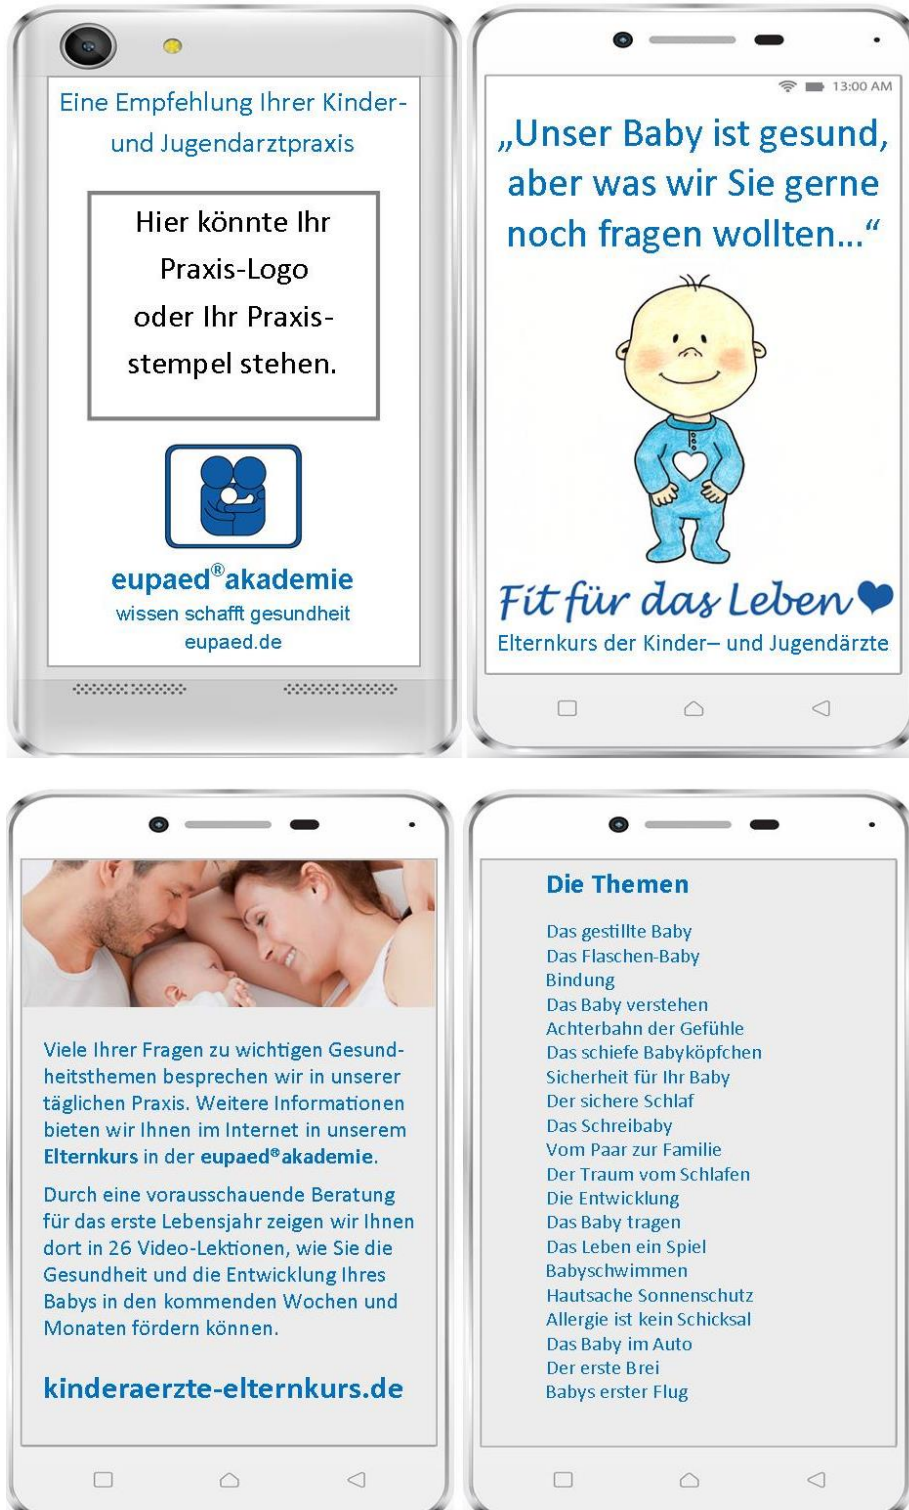 Eine Empfehlung Ihrer Kinder-
und Jugendarztpraxis
Hier könnte Ihr
Praxis-Logo
oder Ihr Praxis-
stempel stehen.
eupaed®akademie
wissen schafft gesundheit
eupaed.de
13:00 AM
„Unser Baby ist gesund,
aber was wir Sie gerne
noch fragen wollten...“
Fit für das Leben
Elternkurs der Kinder– und Jugendärzte
Viele Ihrer Fragen zu wichtigen Gesund-
heitsthemen besprechen wir in unserer
täglichen Praxis. Weitere Informationen
bieten wir Ihnen im Internet in unserem
Elternkurs in der eupaed®akademie.
Durch eine vorausschauende Beratung
für das erste Lebensjahr zeigen wir Ihnen
dort in 26 Video-Lektionen, wie Sie die
Gesundheit und die Entwicklung Ihres
Babys in den kommenden Wochen und
Monaten fördern können.
kinderaerzte-elternkurs.de
Die Themen
Das gestillte Baby
Das Flaschen-Baby
Bindung
Das Baby verstehen
Achterbahn der Gefühle
Das schiefe Babyköpfchen
Sicherheit für Ihr Baby
Der sichere Schlaf
Das Schreibaby
Vom Paar zur Familie
Der Traum vom Schlafen
Die Entwicklung
Das Baby tragen
Das Leben ein Spiel
Babyschwimmen
Hautsache Sonnenschutz
Allergie ist kein Schicksal
Das Baby im Auto
Der erste Brei
Babys erster Flug